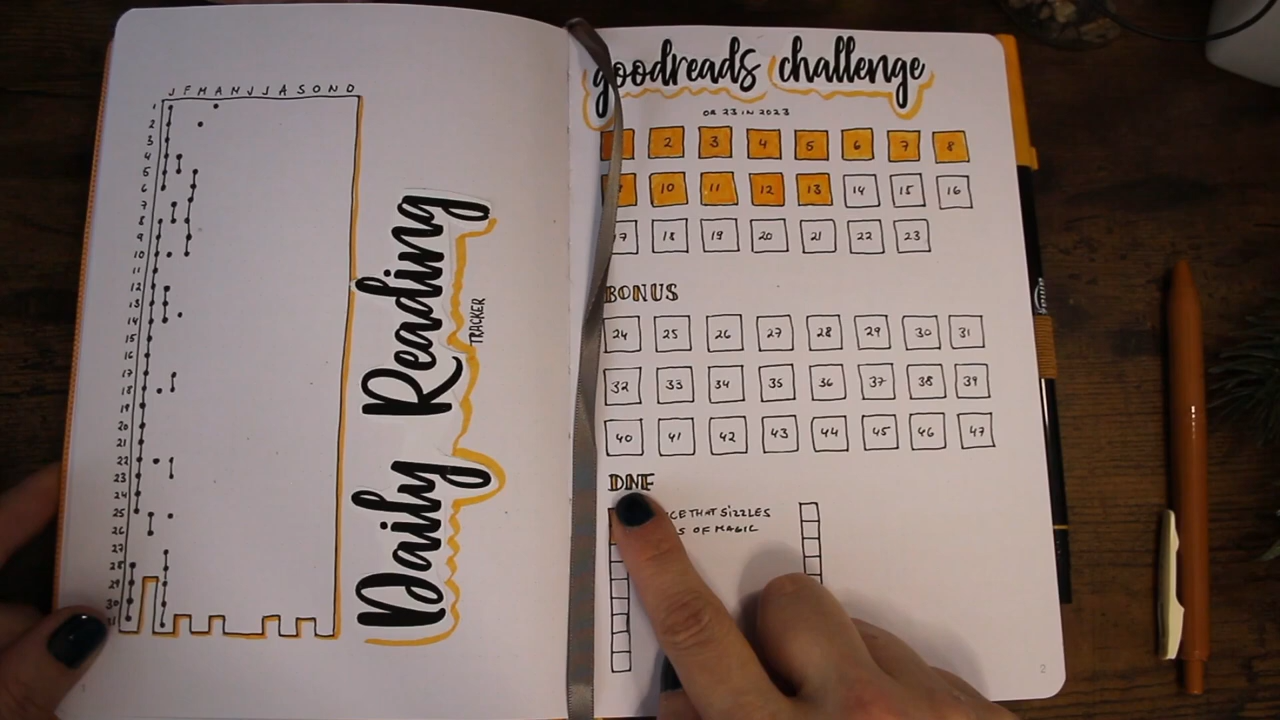 J F M A M J J A S O N D
1
2
3
4
5
6
7
8
9
10
11
12
13
14
15
16
17
18
19
20
21
22
23
24
25
26
27
28
29
30
31
Daily Reading
TRACKER
1
goodreads challenge
OR 23 IN 2023
2 3 4 5 6 7 8
9 10 11 12 13 14 15 16
17 18 19 20 21 22 23
BONUS
24 25 26 27 28 29 30 31
32 33 34 35 36 37 38 39
40 41 42 43 44 45 46 47
DNF
THAT SIZZLES
OF MAGIC
2